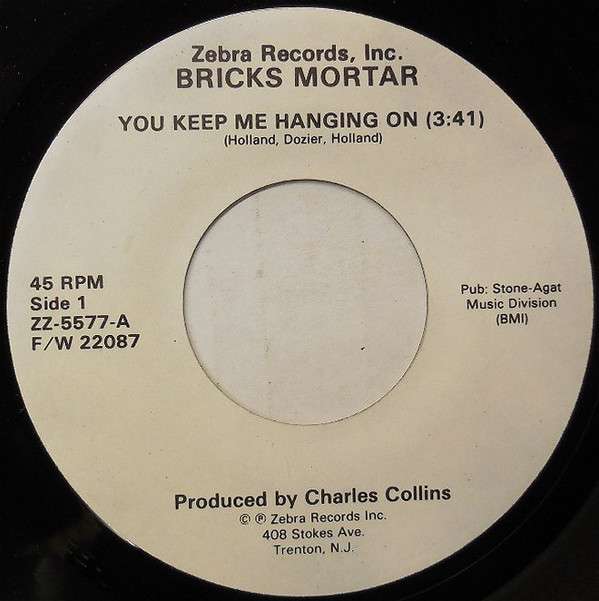 Zebra Records, Inc.
BRICKS MORTAR
YOU KEEP ME HANGING ON (3:41)
(Holland, Dozier, Holland)
45 RPM
Side 1
ZZ-5577-A
F/W 22087
Pub: Stone-Agat
Music Division
(BMI)
Produced by Charles Collins
© ℗ Zebra Records Inc.
408 Stokes Ave.
Trenton, N.J.